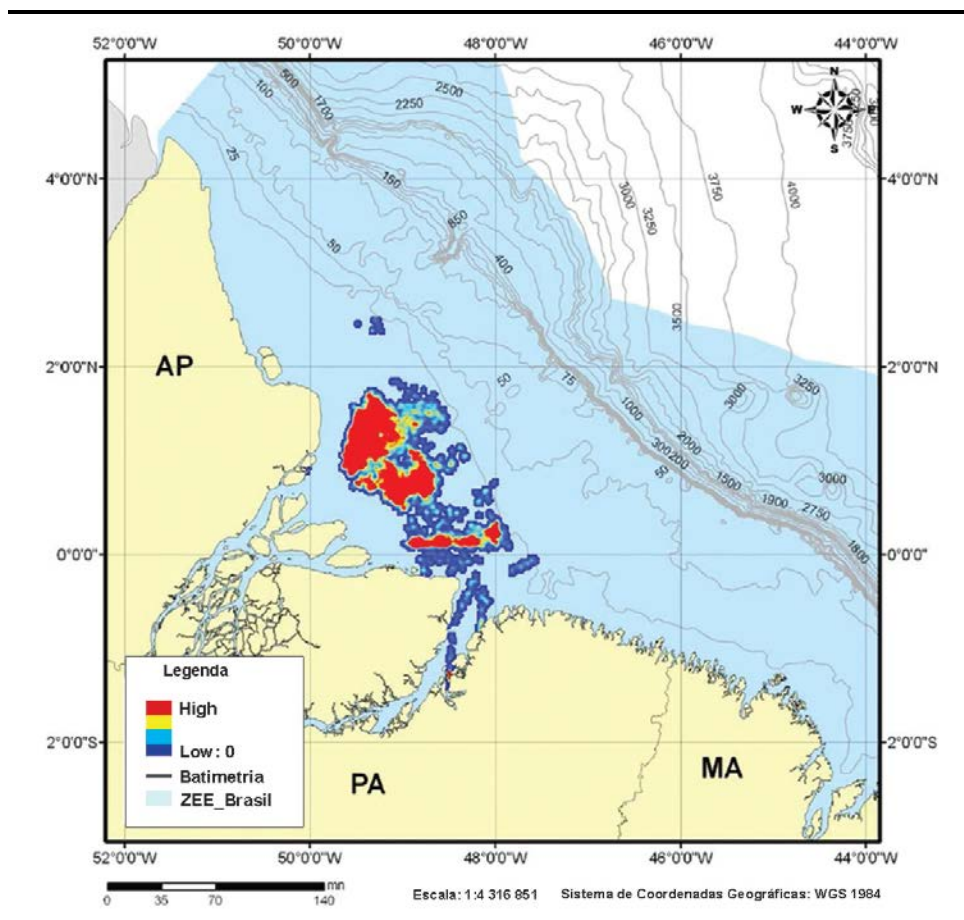 52°0'0"W 50°0'0"W 48°0'0"W 46°0'0"W 44°0'0"W
N
W E
S
500
100
1700
2500
2250
3750
25
4°0'0"N
4°0'0"N
150
3000
3250
3750
4000
850
50
400
3500
AP
2°0'0"N
2°0'0"N
50
75
3000
3250
1000
2000
300 200
50
1500
3000
1900
2750
0°0'0"
0°0'0"
1800
Legenda
High
Low : 0
Batimetria
ZEE_Brasil
2°0'0"S
2°0'0"S
PA
MA
52°0'0"W 50°0'0"W 48°0'0"W 46°0'0"W 44°0'0"W
mn
0 35 70 140
Escala: 1:4 316 851 Sistema de Coordenadas Geográficas: WGS 1984